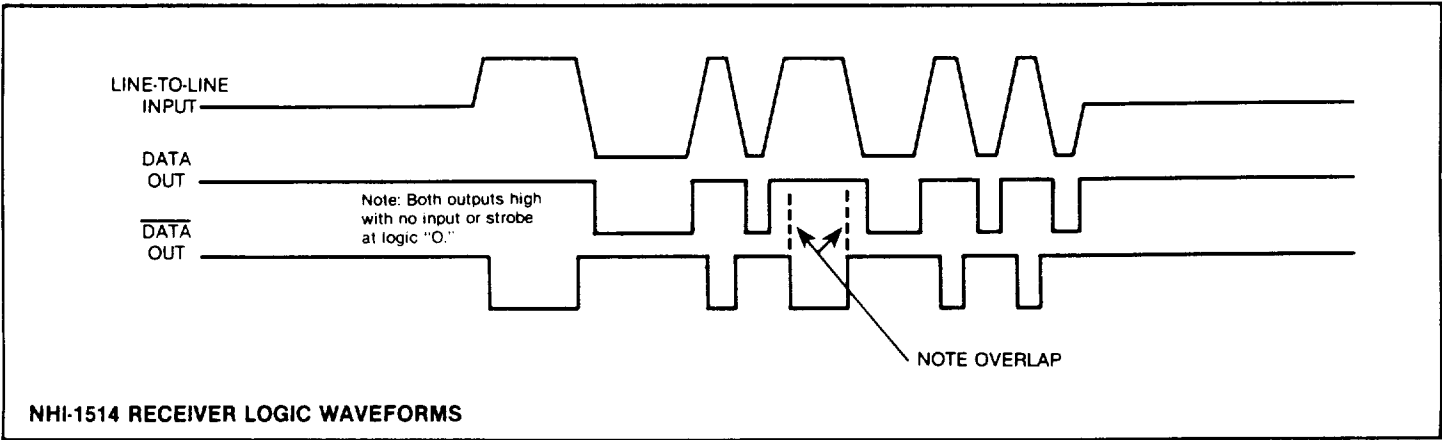 LINE-TO-LINE
INPUT
DATA
OUT
Note: Both outputs high
with no input or strobe
at logic "O."
DATA
OUT
NOTE OVERLAP
NHI-1514 RECEIVER LOGIC WAVEFORMS